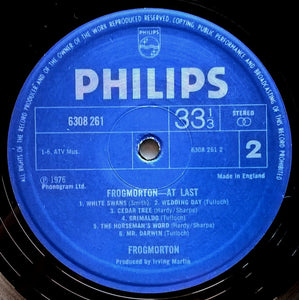 ALL RIGHTS OF THE RECORD PRODUCER AND OF THE OWNER OF THE WORK REPRODUCED RESERVED. Copying, Public Performance and Broadcasting of this record PROHIBITED
PHILIPS
6308 261
33 1/3
STEREO
1-6, ATV Mus.
6308 261 2
2
℗ 1976
Phonogram Ltd.
Made in England
FROGMORTON—AT LAST
1. WHITE SWANS (Smith), 2. WEDDING DAY (Tulloch)
3. CEDAR TREE (Hardy/Sharpe)
4. GRIMALDO (Tulloch)
5. THE HORSEMAN'S WORD (Hardy/Sharpe)
6. MR. DARWIN (Tulloch)
FROGMORTON
Produced by Irving Martin